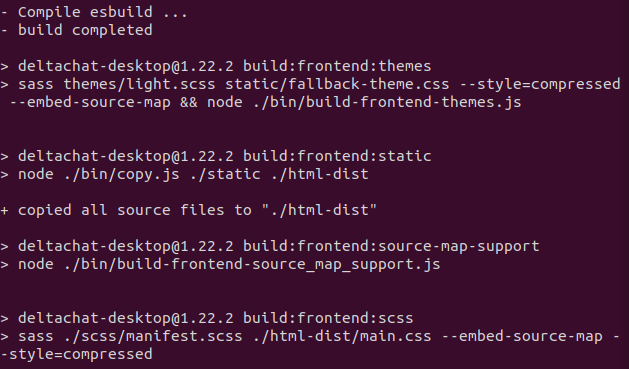 - Compile esbuild ...
- build completed

> deltachat-desktop@1.22.2 build:frontend:themes
> sass themes/light.scss static/fallback-theme.css --style=compressed
 --embed-source-map && node ./bin/build-frontend-themes.js


> deltachat-desktop@1.22.2 build:frontend:static
> node ./bin/copy.js ./static ./html-dist

+ copied all source files to "./html-dist"

> deltachat-desktop@1.22.2 build:frontend:source-map-support
> node ./bin/build-frontend-source_map_support.js


> deltachat-desktop@1.22.2 build:frontend:scss
> sass ./scss/manifest.scss ./html-dist/main.css --embed-source-map -
-style=compressed